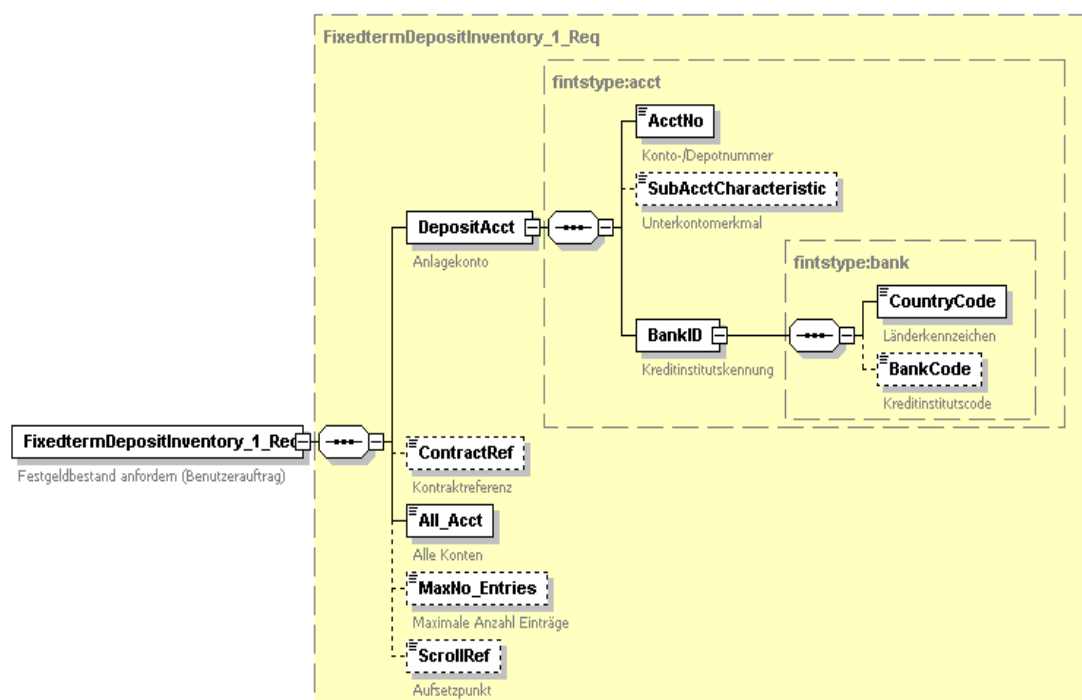 FixedtermDepositInventory_1_Req
fintstype:acct
AcctNo
Konto-/Depotnummer
SubAcctCharacteristic
Unterkontomerkmal
DepositAcct
Anlagekonto
fintstype:bank
CountryCode
Länderkennzeichen
BankID
Kreditinstitutskennung
BankCode
Kreditinstitutscode
FixedtermDepositInventory_1_Req
Festgeldbestand anfordern (Benutzerauftrag)
ContractRef
Kontraktreferenz
All_Acct
Alle Konten
MaxNo_Entries
Maximale Anzahl Einträge
ScrollRef
Aufsetzpunkt